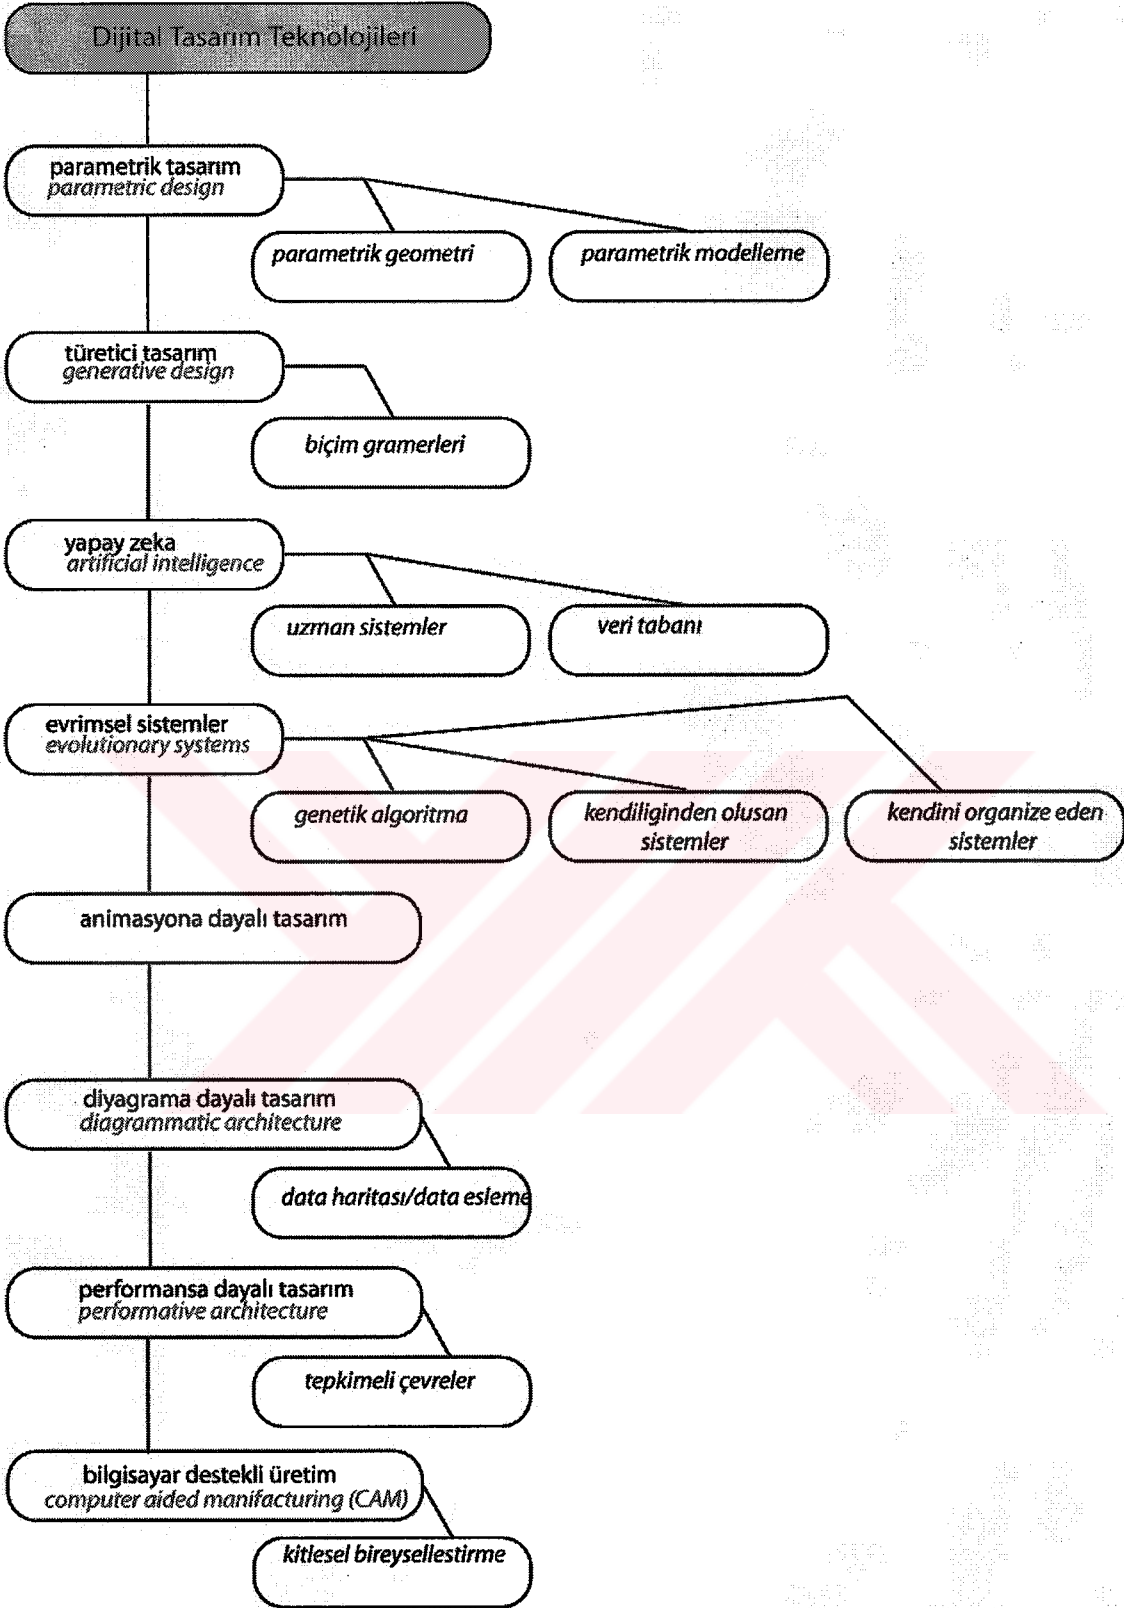 Dijital Tasarım Teknolojileri
parametrik tasarım
parametric design
parametrik geometri
parametrik modelleme
türetici tasarım
generative design
biçim gramerleri
yapay zeka
artificial intelligence
uzman sistemler
veri tabanı
evrimsel sistemler
evolutionary systems
genetik algoritma
kendiliginden olusan
sistemler
kendini organize eden
sistemler
animasyona dayalı tasarım
diyagrama dayalı tasarım
diagrammatic architecture
data haritası/data esleme
performansa dayalı tasarım
performative architecture
tepkimeli çevreler
bilgisayar destekli üretim
computer aided manifacturing (CAM)
kitlesel bireysellestirme